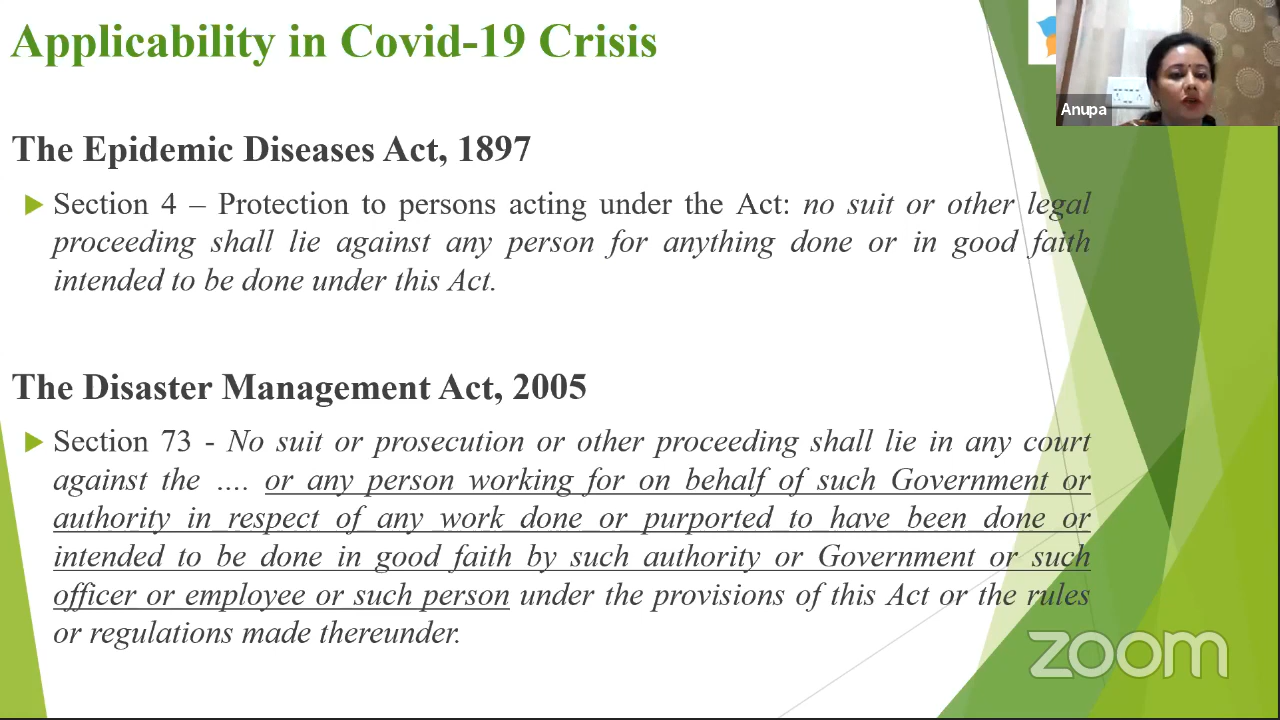 Applicability in Covid-19 Crisis
Anupa
The Epidemic Diseases Act, 1897
Section 4 – Protection to persons acting under the Act: no suit or other legal
proceeding shall lie against any person for anything done or in good faith
intended to be done under this Act.
The Disaster Management Act, 2005
Section 73 - No suit or prosecution or other proceeding shall lie in any court
against the …. or any person working for on behalf of such Government or
authority in respect of any work done or purported to have been done or
intended to be done in good faith by such authority or Government or such
officer or employee or such person under the provisions of this Act or the rules
or regulations made thereunder.
zoom